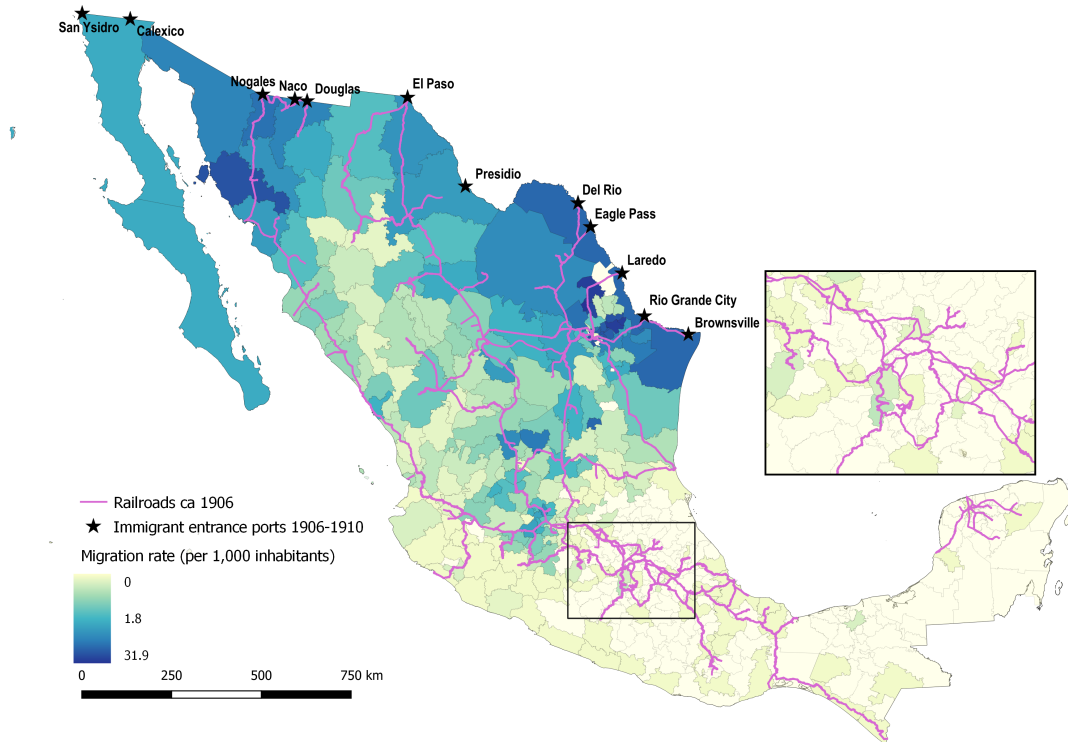 San Ysidro
Calexico
Nogales
Naco
Douglas
El Paso
Presidio
Del Rio
Eagle Pass
Laredo
Rio Grande City
Brownsville
Railroads ca 1906
Immigrant entrance ports 1906-1910
Migration rate (per 1,000 inhabitants)
0
1.8
31.9
0 250 500 750 km